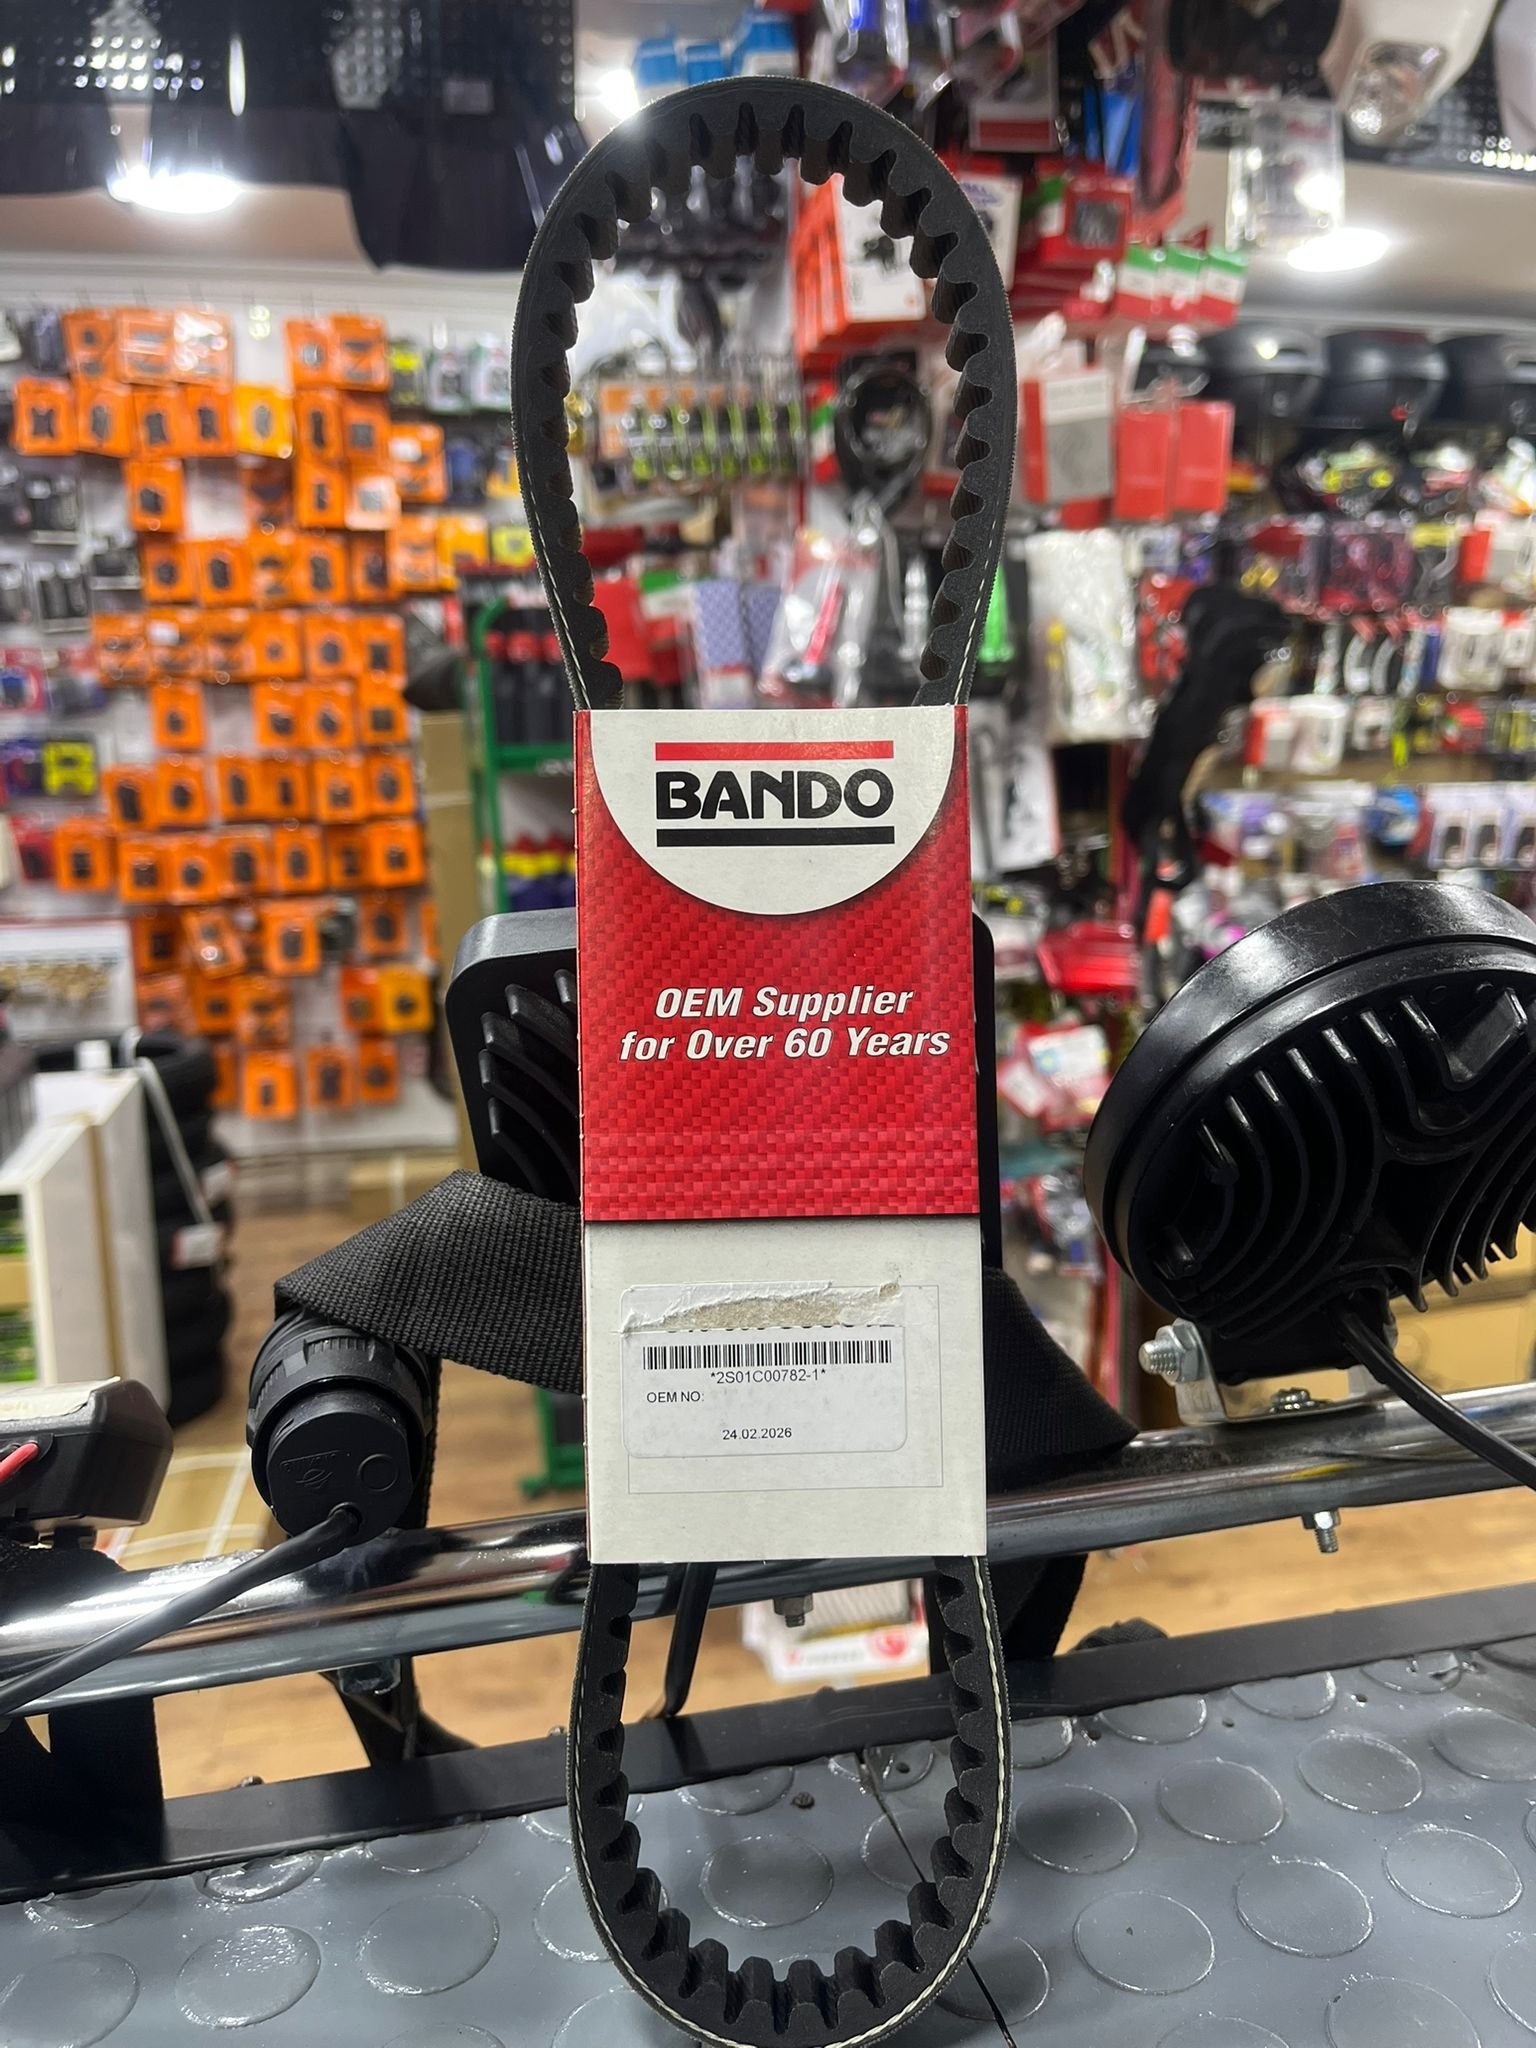 BANDO
OEM Supplier
for Over 60 Years
*2S01C00782-1*
OEM NO:
24.02.2026